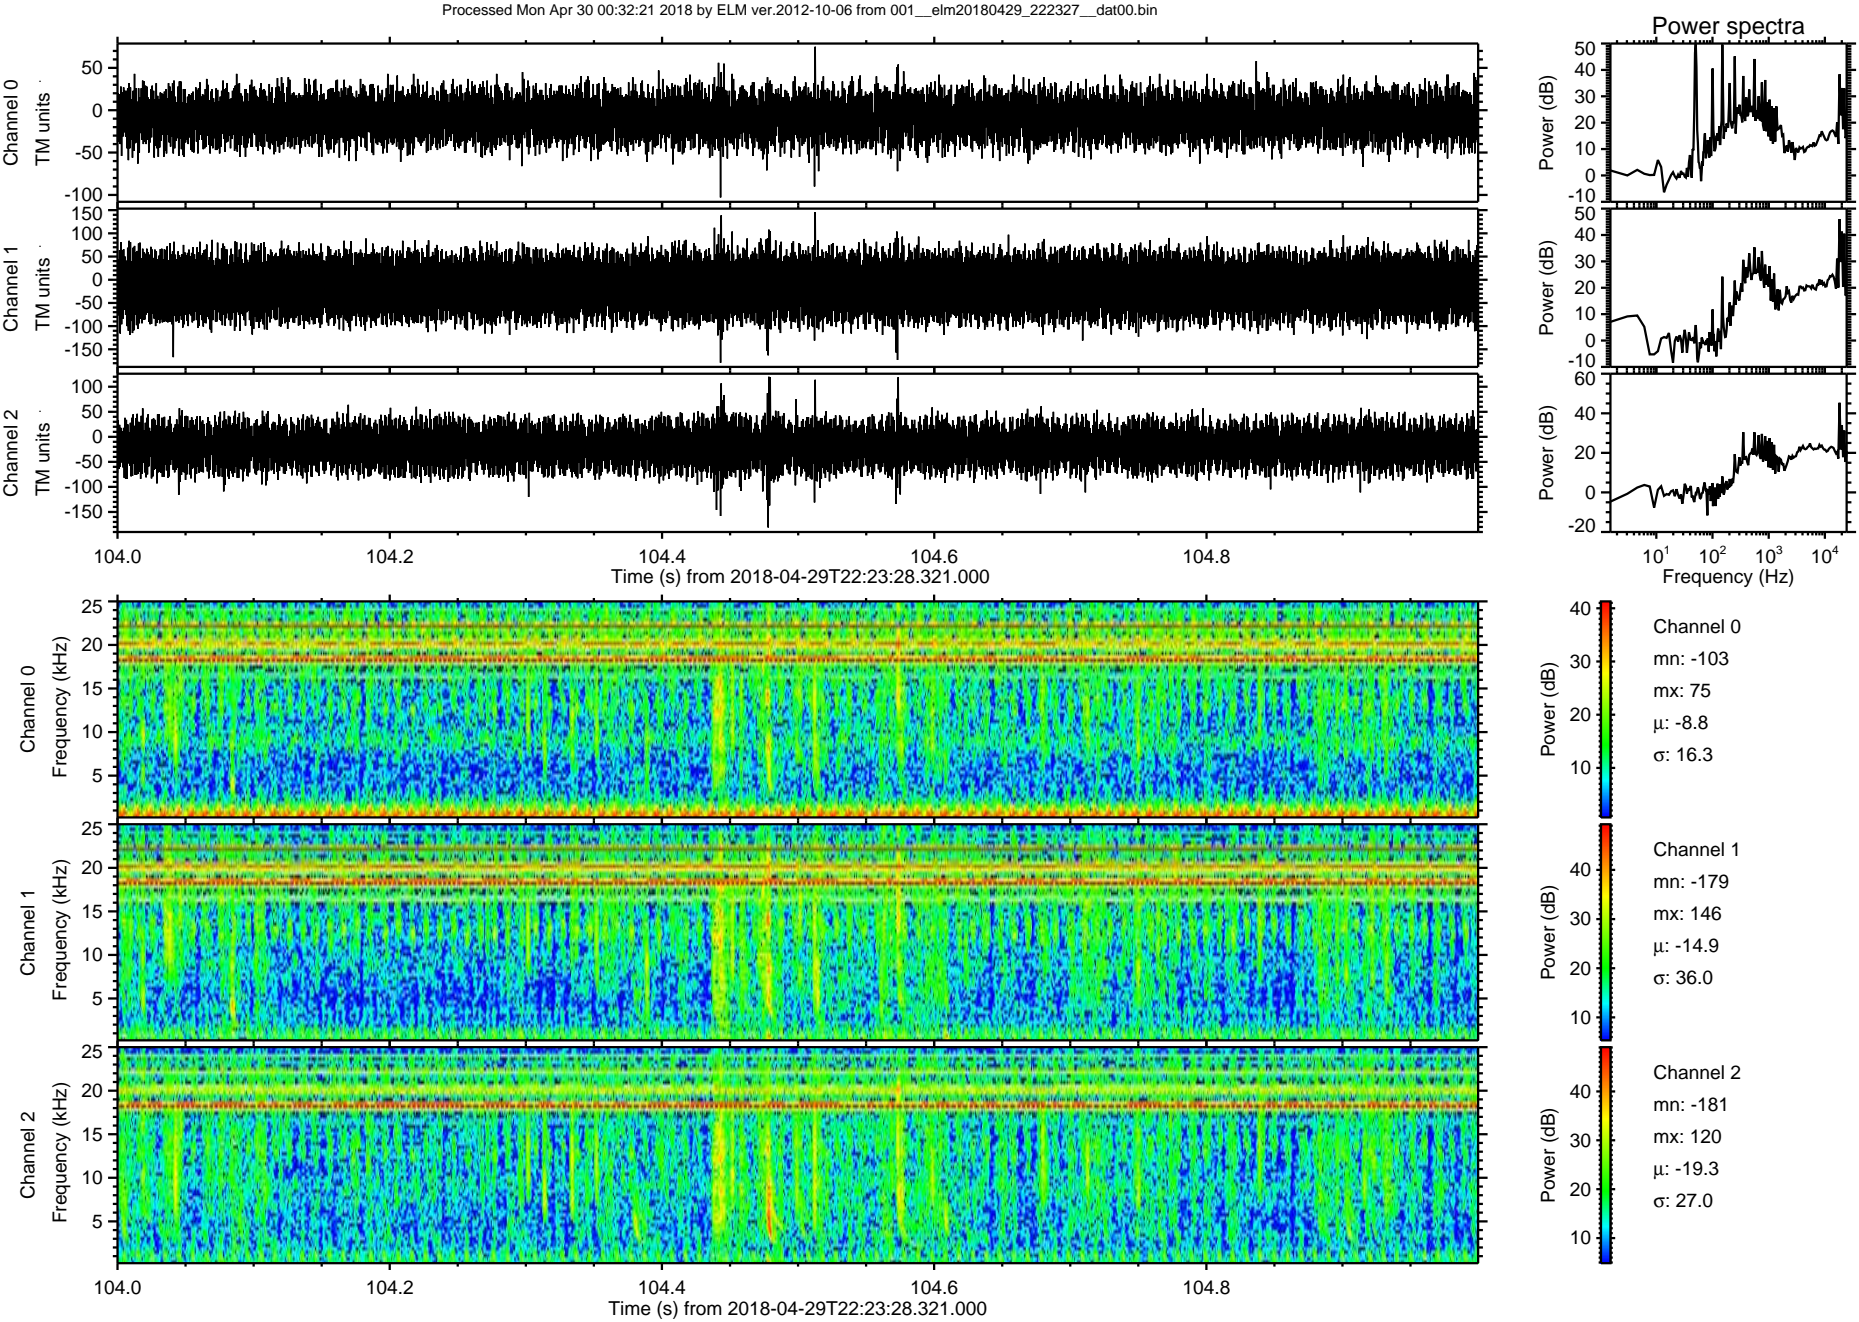 Processed Mon Apr 30 00:32:21 2018 by ELM ver.2012-10-06 from 001__elm20180429_222327__dat00.bin
Power spectra
Channel 0
TM units
50
0
-50
-100
Power (dB)
50
40
30
20
10
0
-10
Channel 1
TM units
150
100
50
0
-50
-100
-150
Power (dB)
50
40
30
20
10
0
-10
Channel 2
TM units
100
50
0
-50
-100
-150
Power (dB)
60
40
20
0
-20
104.0 104.2 104.4 104.6 104.8
Time (s) from 2018-04-29T22:23:28.321.000
10¹ 10² 10³ 10⁴
Frequency (Hz)
Channel 0
Frequency (kHz)
25
20
15
10
5
Power (dB)
40
30
20
10
Channel 0
mn: -103
mx: 75
μ: -8.8
σ: 16.3
Channel 1
Frequency (kHz)
25
20
15
10
5
Power (dB)
40
30
20
10
Channel 1
mn: -179
mx: 146
μ: -14.9
σ: 36.0
Channel 2
Frequency (kHz)
25
20
15
10
5
Power (dB)
40
30
20
10
Channel 2
mn: -181
mx: 120
μ: -19.3
σ: 27.0
104.0 104.2 104.4 104.6 104.8
Time (s) from 2018-04-29T22:23:28.321.000